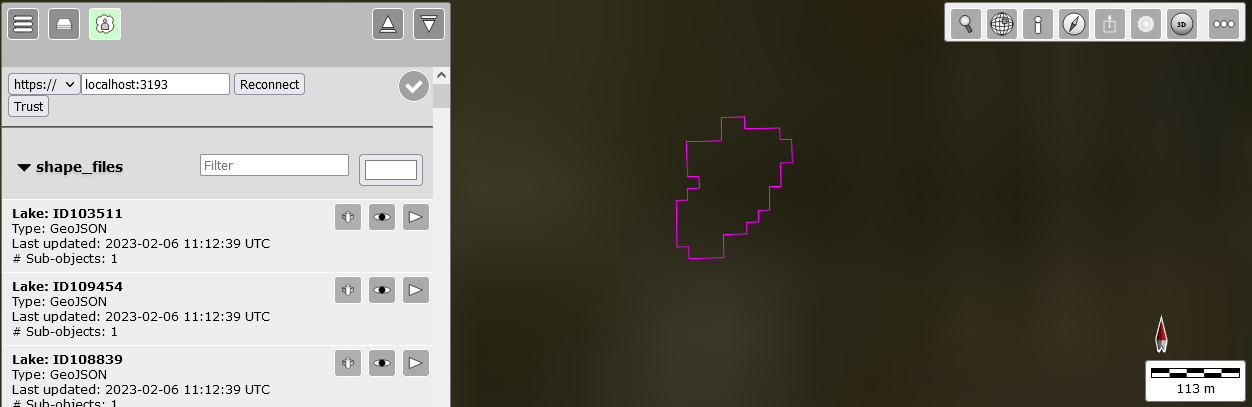 https://
localhost:3193
Reconnect
Trust
shape_files
Filter
Lake: ID103511
Type: GeoJSON
Last updated: 2023-02-06 11:12:39 UTC
# Sub-objects: 1
Lake: ID109454
Type: GeoJSON
Last updated: 2023-02-06 11:12:39 UTC
# Sub-objects: 1
Lake: ID108839
Type: GeoJSON
Last updated: 2023-02-06 11:12:39 UTC
# Sub-objects: 1
3D
113 m